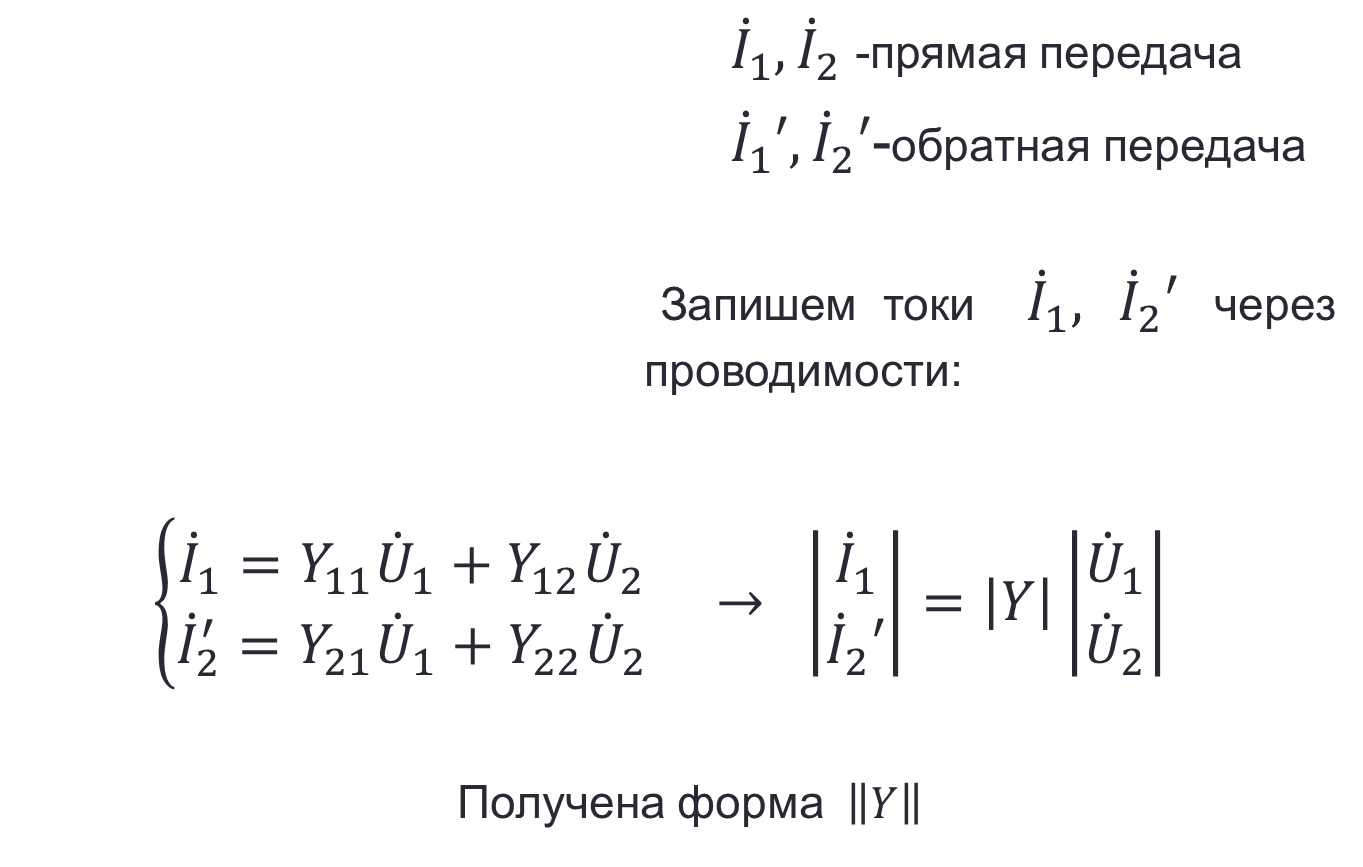 İ₁, İ₂ -прямая передача
İ₁′, İ₂′-обратная передача
Запишем токи İ₁, İ₂′ через
проводимости:
{ İ₁ = Y₁₁U̇₁ + Y₁₂U̇₂
İ₂′ = Y₂₁U̇₁ + Y₂₂U̇₂ → |İ₁ İ₂′| = |Y| |U̇₁ U̇₂|
Получена форма ‖Y‖